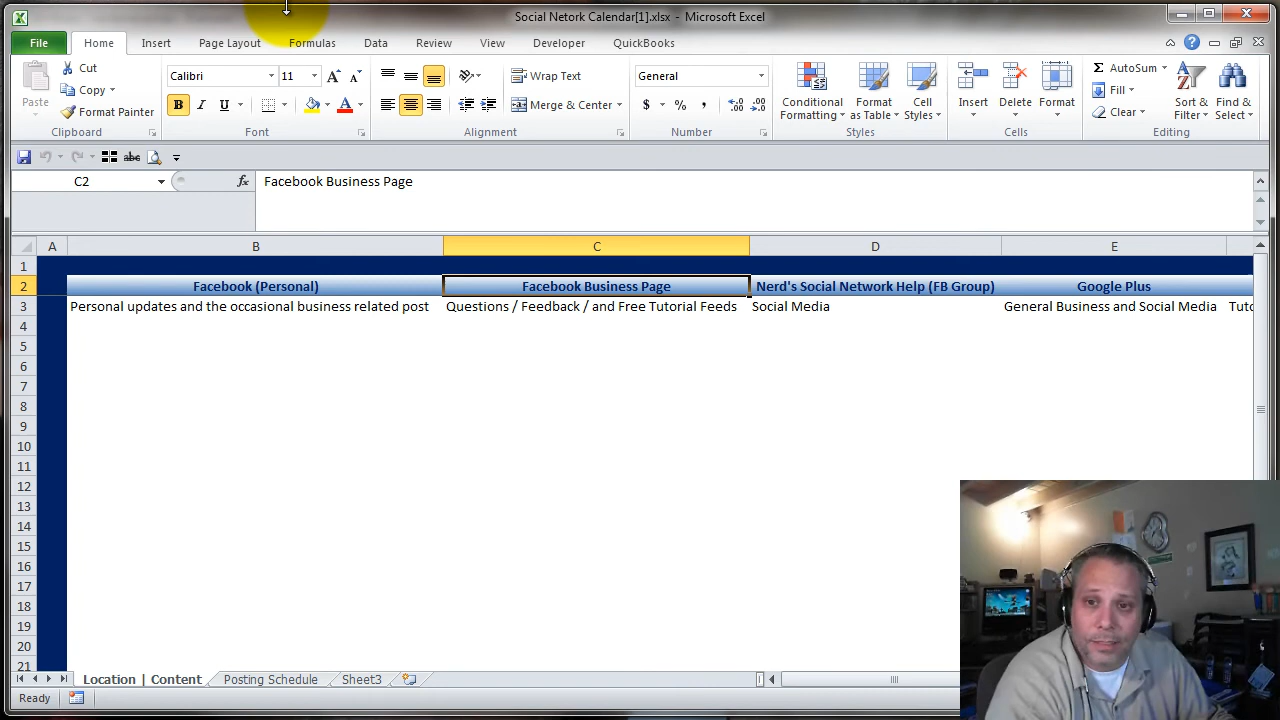 Social Netork Calendar[1].xlsx - Microsoft Excel
File Home Insert Page Layout Formulas Data Review View Developer QuickBooks
Paste
Cut
Copy
Format Painter
Clipboard
Calibri 11
B I U A
Font
Wrap Text
Merge & Center
Alignment
General
$ % ,
Number
Conditional Formatting
Format as Table
Cell Styles
Styles
Insert Delete Format
Cells
AutoSum
Fill
Clear
Sort & Filter
Find & Select
Editing
abc
C2 fx Facebook Business Page
A B C D E
1
2 Facebook (Personal) Facebook Business Page Nerd's Social Network Help (FB Group) Google Plus
3 Personal updates and the occasional business related post Questions / Feedback / and Free Tutorial Feeds Social Media General Business and Social Media Tuto
4
5
6
7
8
9
10
11
12
13
14
15
16
17
18
19
20
21
Location | Content Posting Schedule Sheet3
Ready